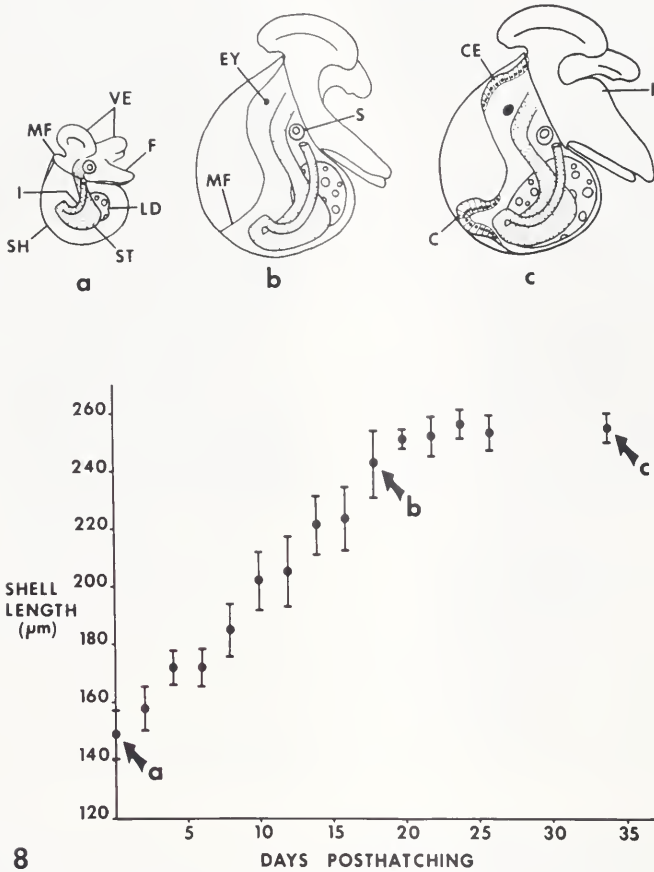 EY
CE
VE
MF
F
I
LD
SH
ST
a
S
MF
b
C
c
260
240
220
200
180
160
140
120
SHELL
LENGTH
(µm)
a
b
c
5 10 15 20 25 30 35
DAYS POSTHATCHING
8